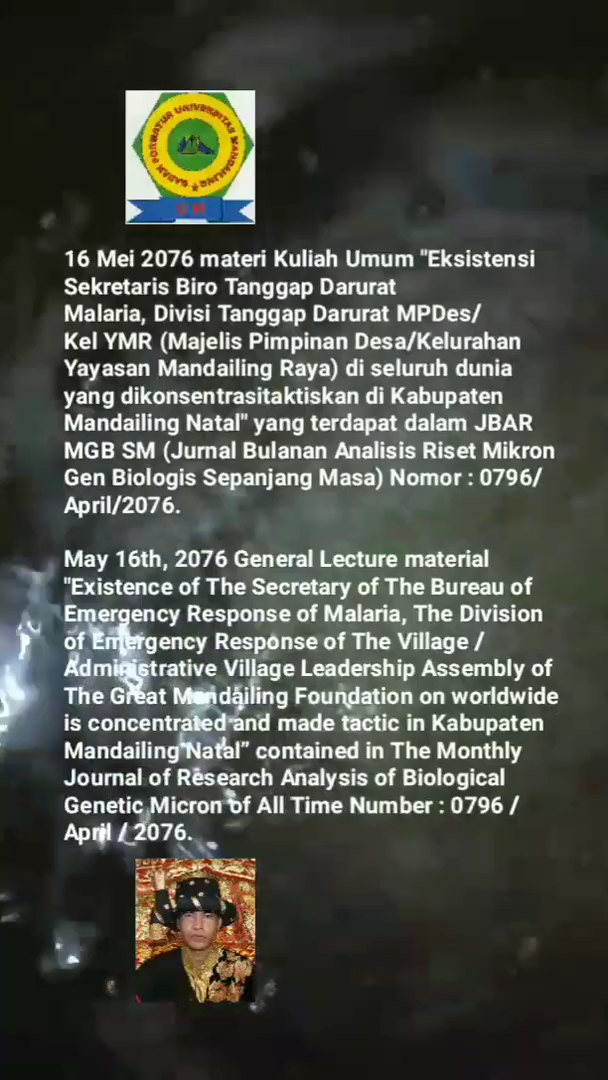 BADAN FORMATUR UNIVERSITAS MANDAILING
U M
16 Mei 2076 materi Kuliah Umum "Eksistensi
Sekretaris Biro Tanggap Darurat
Malaria, Divisi Tanggap Darurat MPDes/
Kel YMR (Majelis Pimpinan Desa/Kelurahan
Yayasan Mandailing Raya) di seluruh dunia
yang dikonsentrasitaktiskan di Kabupaten
Mandailing Natal" yang terdapat dalam JBAR
MGB SM (Jurnal Bulanan Analisis Riset Mikron
Gen Biologis Sepanjang Masa) Nomor : 0796/
April/2076.
May 16th, 2076 General Lecture material
"Existence of The Secretary of The Bureau of
Emergency Response of Malaria, The Division
of Emergency Response of The Village /
Administrative Village Leadership Assembly of
The Great Mandailing Foundation on worldwide
is concentrated and made tactic in Kabupaten
Mandailing Natal” contained in The Monthly
Journal of Research Analysis of Biological
Genetic Micron of All Time Number : 0796 /
April / 2076.